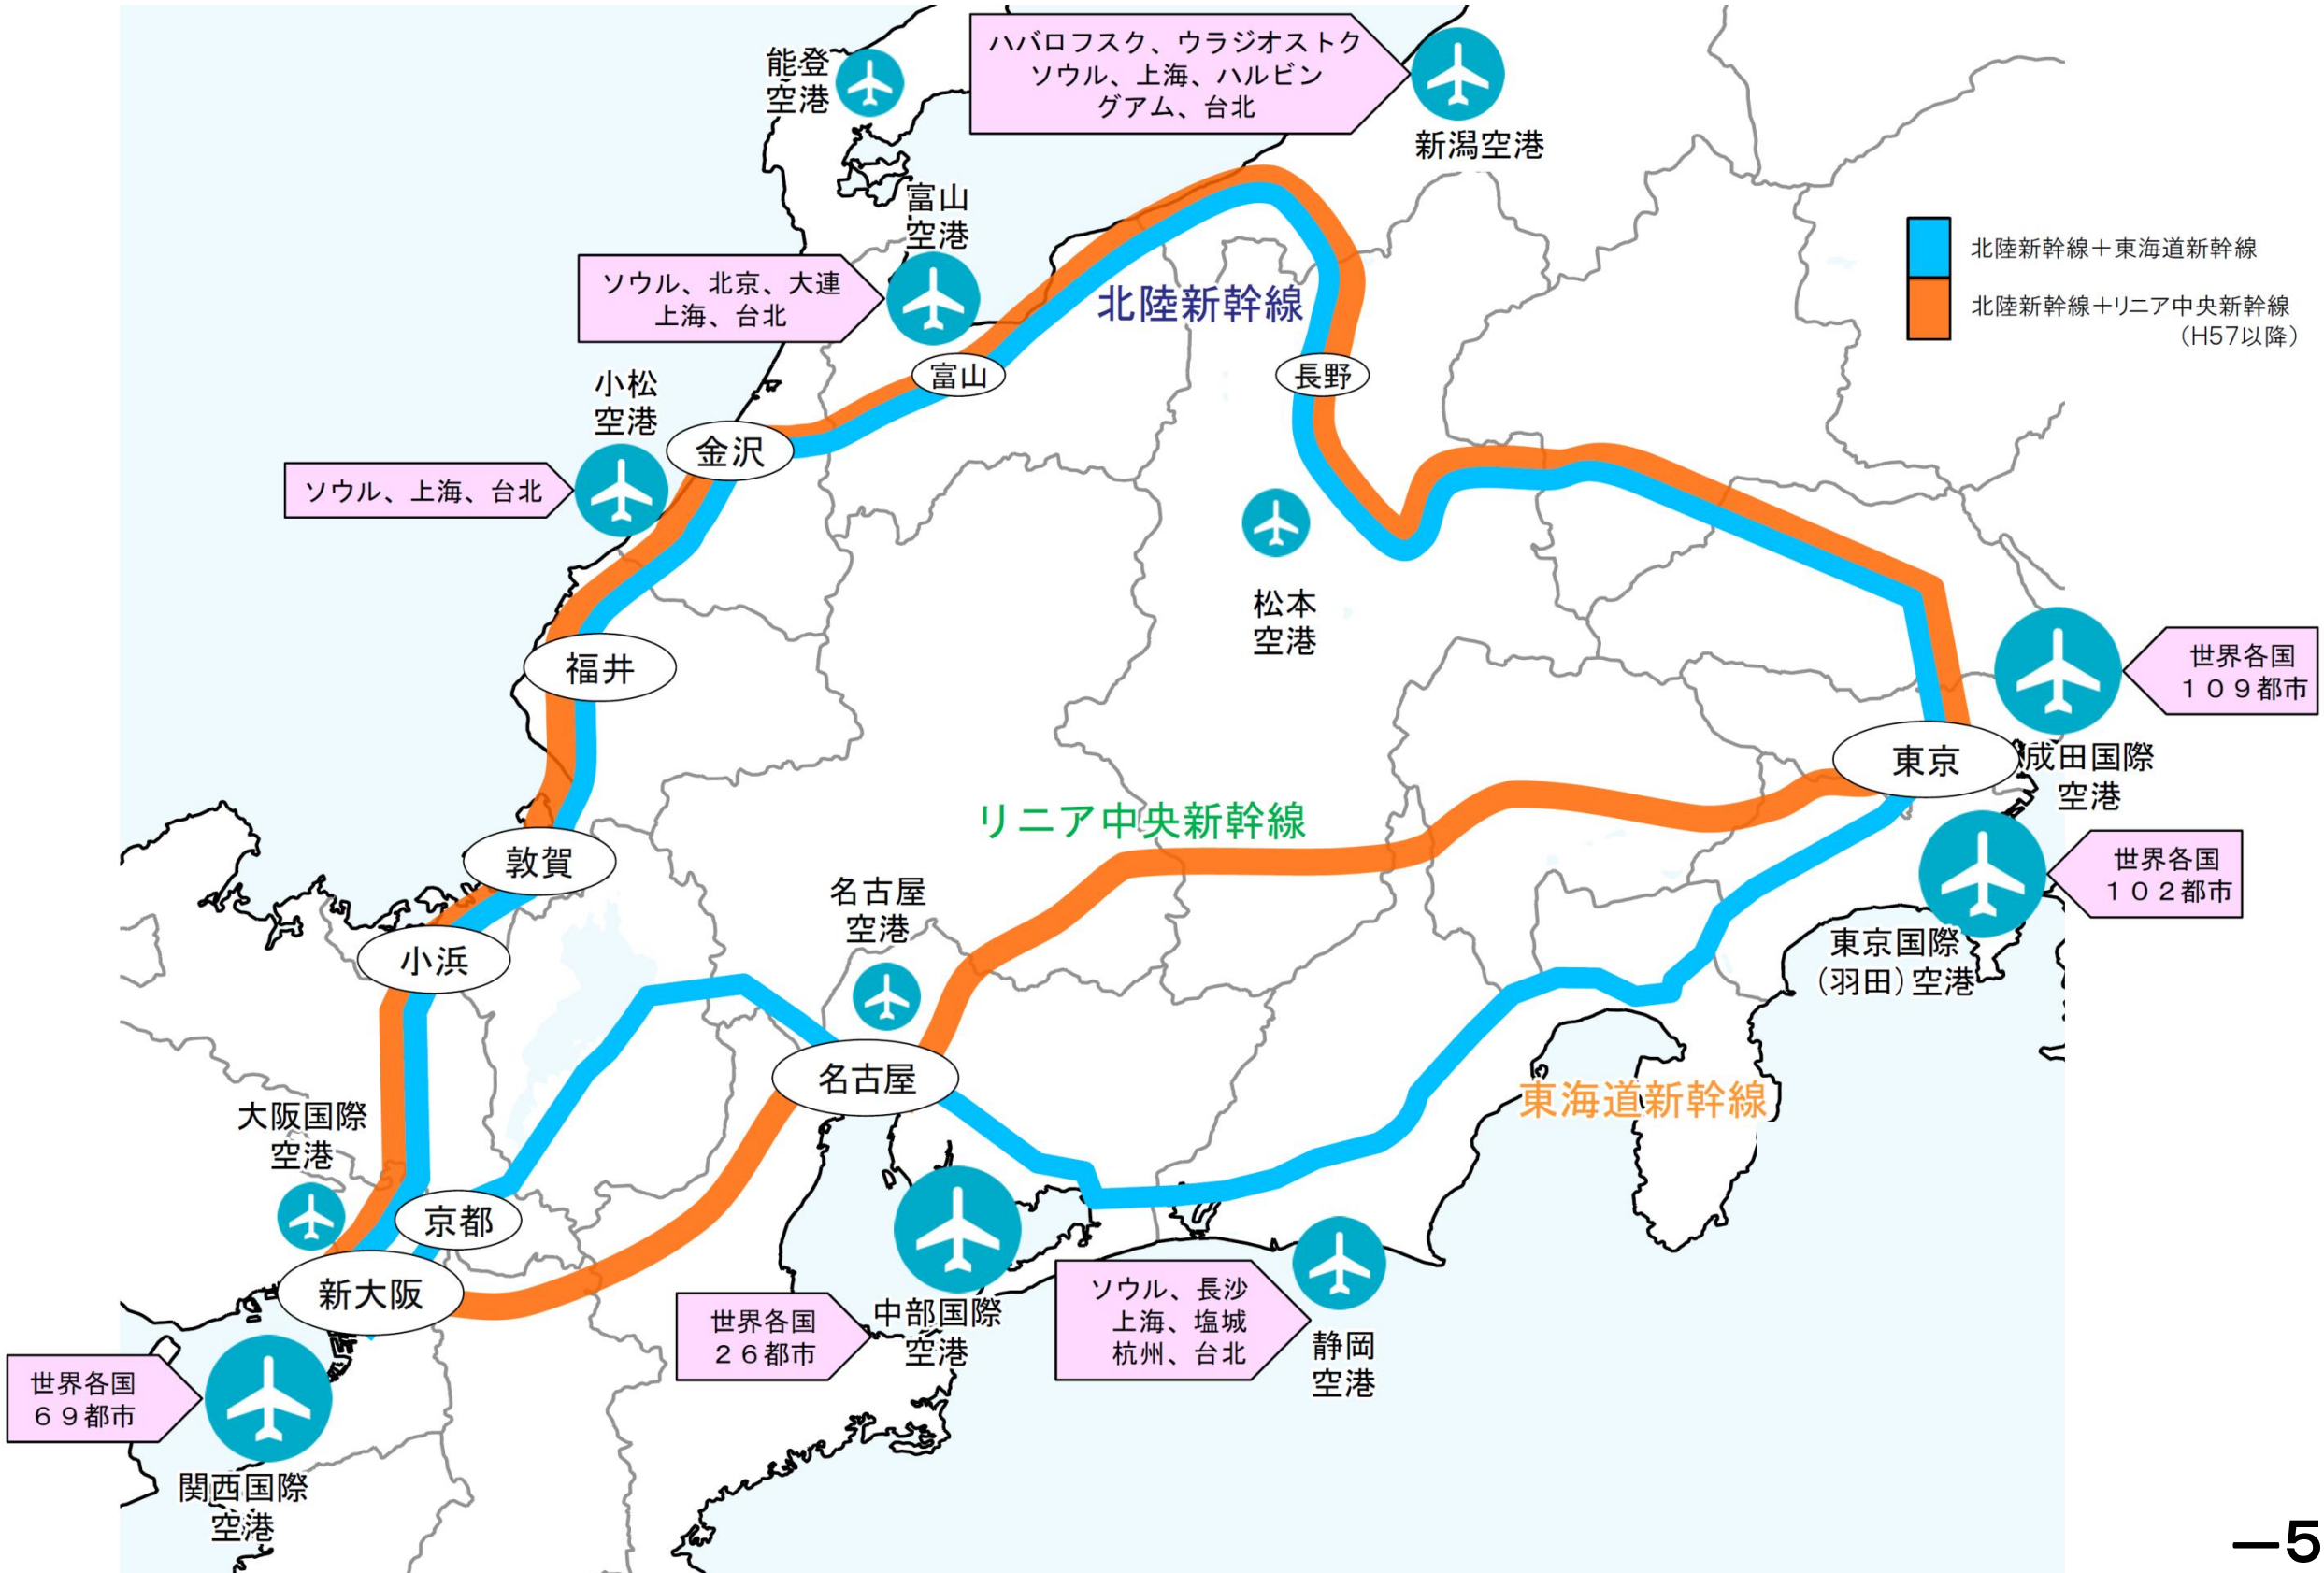 能登
空港
ハバロフスク、ウラジオストク
ソウル、上海、ハルビン
グアム、台北
新潟空港
富山
空港
ソウル、北京、大連
上海、台北
北陸新幹線
北陸新幹線＋東海道新幹線
北陸新幹線＋リニア中央新幹線
（H57以降）
小松
空港
富山
長野
金沢
ソウル、上海、台北
松本
空港
福井
世界各国
１０９都市
成田国際
空港
東京
リニア中央新幹線
敦賀
名古屋
空港
世界各国
１０２都市
東京国際
（羽田）空港
小浜
名古屋
東海道新幹線
大阪国際
空港
京都
新大阪
世界各国
２６都市
中部国際
空港
ソウル、長沙
上海、塩城
杭州、台北
静岡
空港
世界各国
６９都市
関西国際
空港
－5